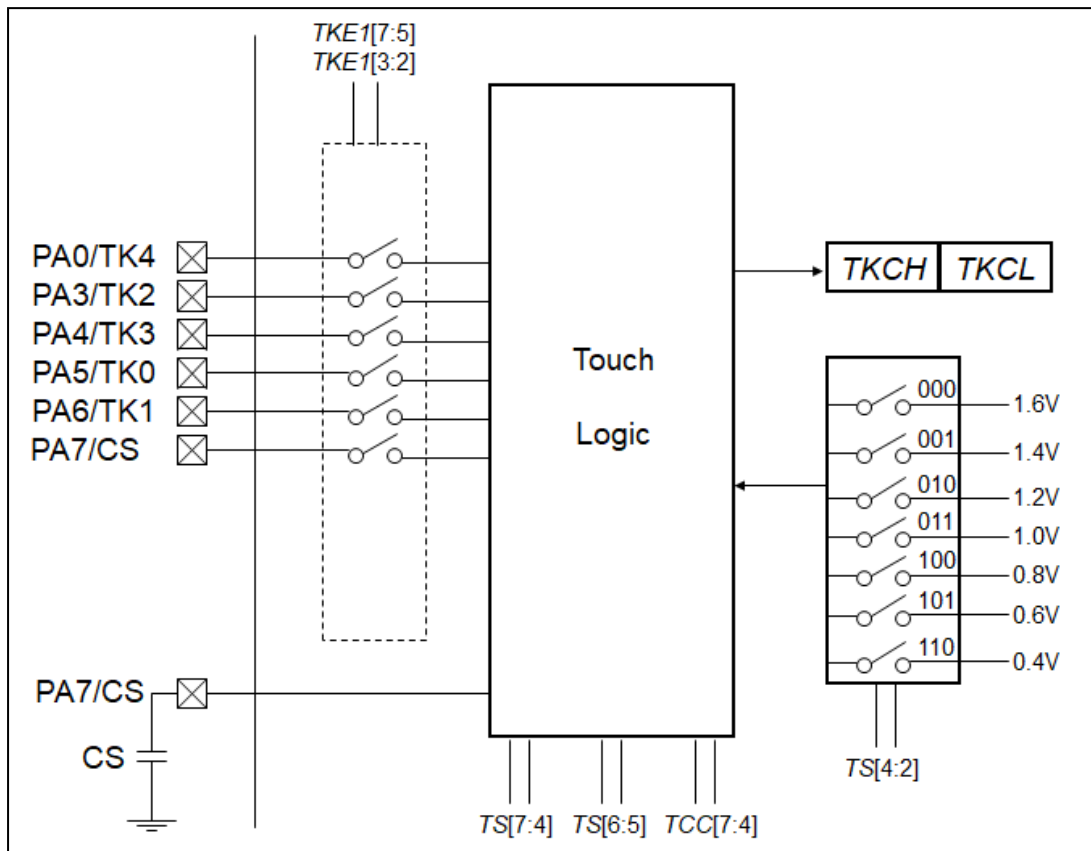 TKE1[7:5]
TKE1[3:2]
PA0/TK4
PA3/TK2
PA4/TK3
PA5/TK0
PA6/TK1
PA7/CS
PA7/CS
CS
Touch
Logic
TKCH TKCL
000 1.6V
001 1.4V
010 1.2V
011 1.0V
100 0.8V
101 0.6V
110 0.4V
TS[4:2]
TS[7:4] TS[6:5] TCC[7:4]